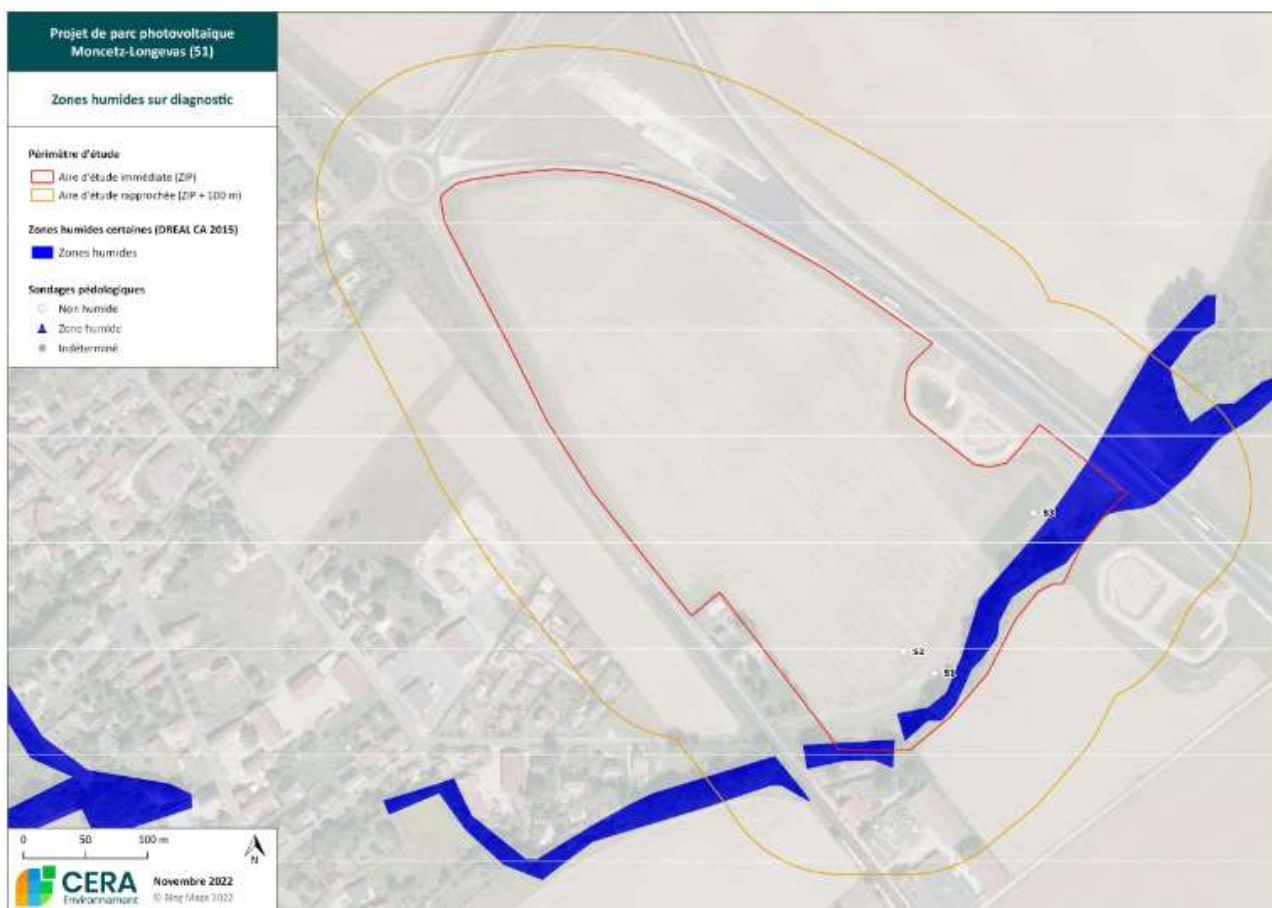 Projet de parc photovoltaïque
Moncetz-Longevas (51)
Zones humides sur diagnostic
Périmètre d'étude
Aire d'étude immédiate (ZIP)
Aire d'étude rapprochée (ZIP + 100 m)
Zones humides certaines (DREAL CA 2015)
Zones humides
Sondages pédologiques
Non humide
Zone humide
Indéterminé
S3
S2
S1
0 50 100 m
N
CERA
Environnement
Novembre 2022
© Bing Maps 2022